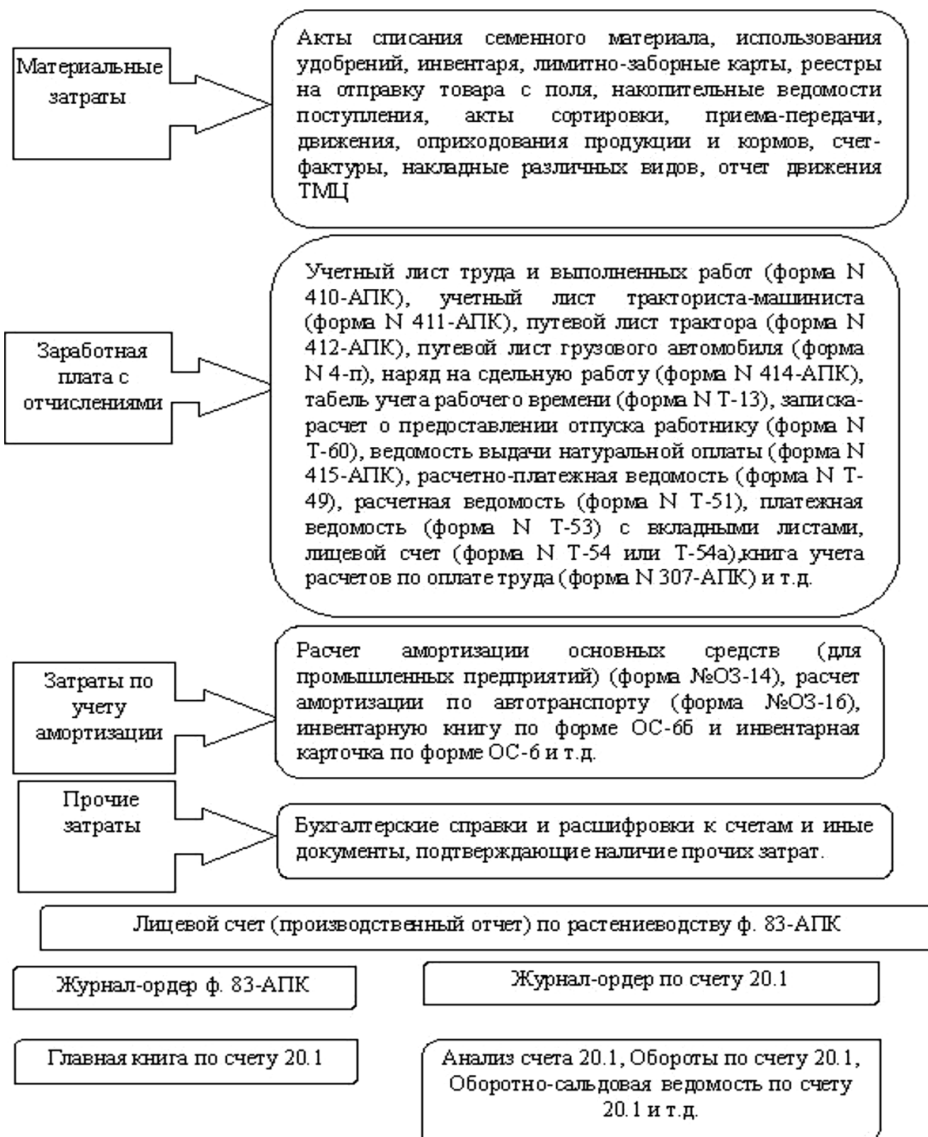 Материальные
затраты
Акты списания семенного материала, использования
удобрений, инвентаря, лимитно-заборные карты, реестры
на отправку товара с поля, накопительные ведомости
поступления, акты сортировки, приема-передачи,
движения, оприходования продукции и кормов, счет-
фактуры, накладные различных видов, отчет движения
ТМЦ
Заработная
плата с
отчислениями
Учетный лист труда и выполненных работ (форма N
410-АПК), учетный лист тракториста-машиниста
(форма N 411-АПК), путевой лист трактора (форма N
412-АПК), путевой лист грузового автомобиля (форма
N 4-п), наряд на сдельную работу (форма N 414-АПК),
табель учета рабочего времени (форма N Т-13), записка-
расчет о предоставлении отпуска работнику (форма N
Т-60), ведомость выдачи натуральной оплаты (форма N
415-АПК), расчетно-платежная ведомость (форма N Т-
49), расчетная ведомость (форма N Т-51), платежная
ведомость (форма N Т-53) с вкладными листами,
лицевой счет (форма N Т-54 или Т-54а),книга учета
расчетов по оплате труда (форма N 307-АПК) и т.д.
Затраты по
учету
амортизации
Расчет амортизации основных средств (для
промышленных предприятий) (форма №ОЗ-14), расчет
амортизации по автотранспорту (форма №ОЗ-16),
инвентарную книгу по форме ОС-6б и инвентарная
карточка по форме ОС-6 и т.д.
Прочие
затраты
Бухгалтерские справки и расшифровки к счетам и иные
документы, подтверждающие наличие прочих затрат.
Лицевой счет (производственный отчет) по растениеводству ф. 83-АПК
Журнал-ордер ф. 83-АПК
Журнал-ордер по счету 20.1
Главная книга по счету 20.1
Анализ счета 20.1, Обороты по счету 20.1,
Оборотно-сальдовая ведомость по счету
20.1 и т.д.